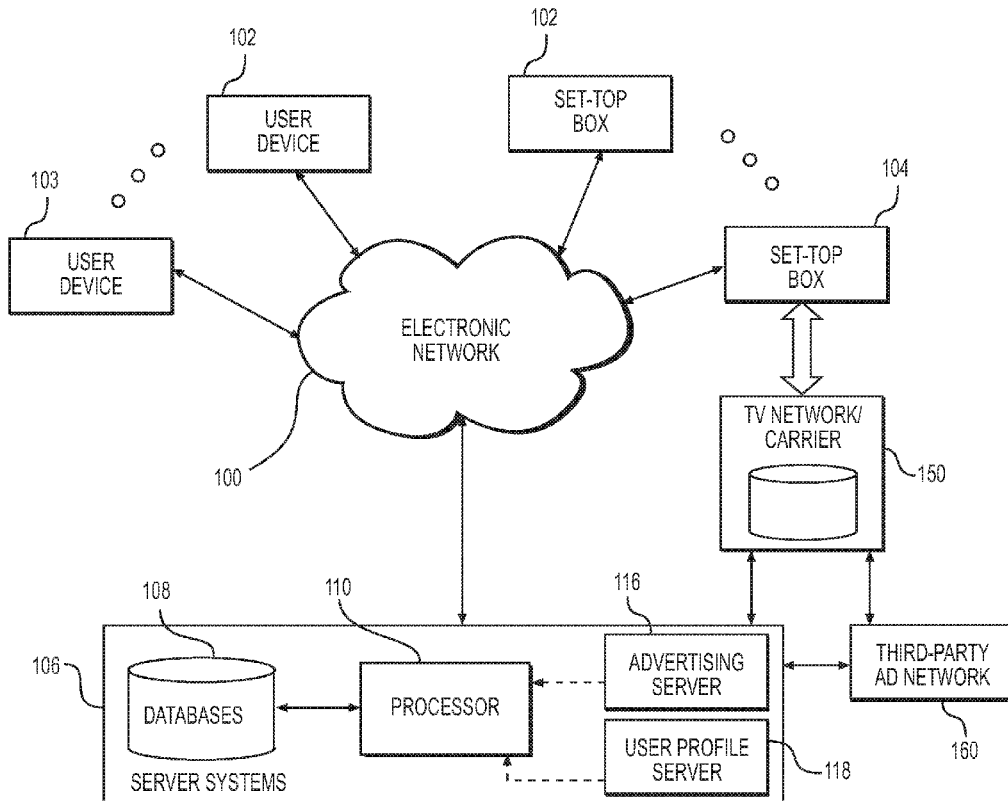 102
USER
DEVICE
102
SET-TOP
BOX
103
USER
DEVICE
104
SET-TOP
BOX
ELECTRONIC
NETWORK
100
TV NETWORK/
CARRIER
150
108
110
116
106
DATABASES
SERVER SYSTEMS
PROCESSOR
ADVERTISING
SERVER
USER PROFILE
SERVER
118
THIRD-PARTY
AD NETWORK
160